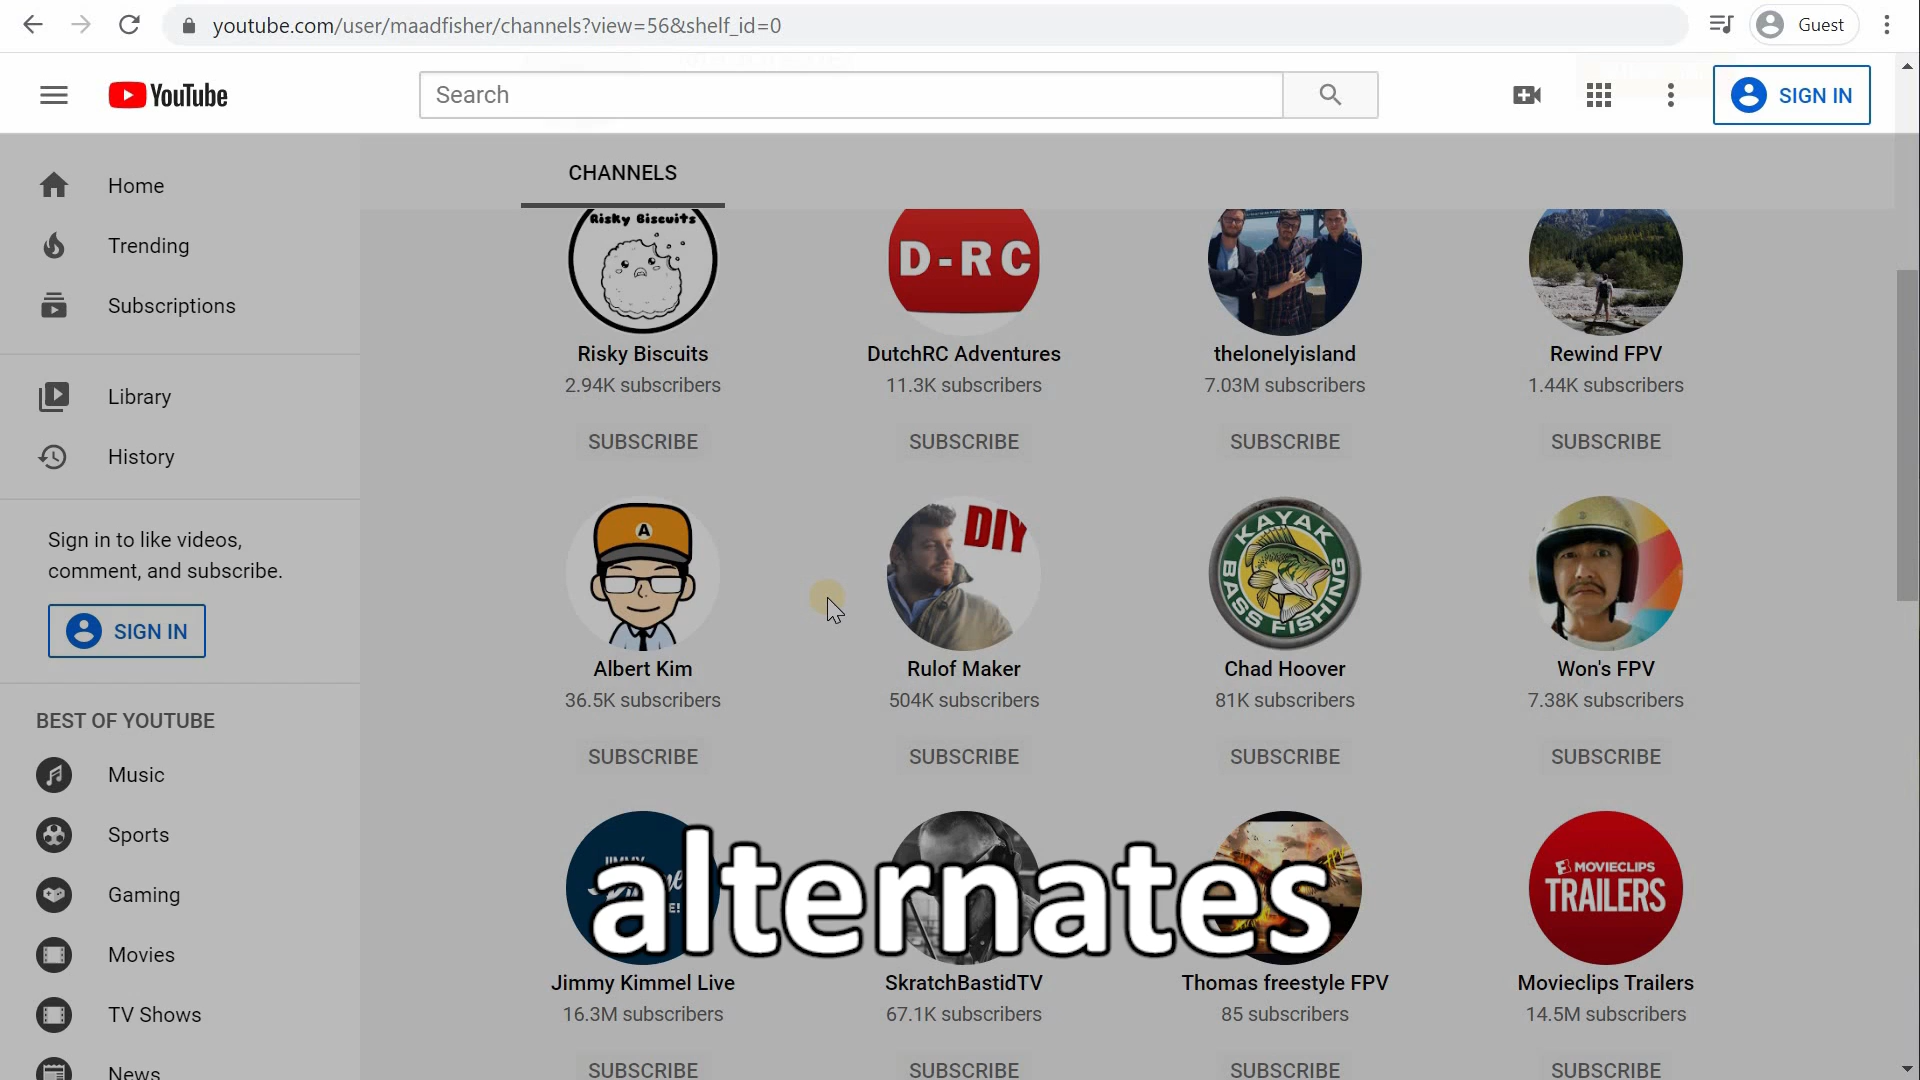 youtube.com/user/maadfisher/channels?view=56&shelf_id=0
Guest
YouTube
Search
SIGN IN
Home
Trending
Subscriptions
Library
History
Sign in to like videos,
comment, and subscribe.
SIGN IN
BEST OF YOUTUBE
Music
Sports
Gaming
Movies
TV Shows
News
CHANNELS
Risky Biscuits
D-RC
Risky Biscuits
DutchRC Adventures
thelonelyisland
Rewind FPV
2.94K subscribers
11.3K subscribers
7.03M subscribers
1.44K subscribers
SUBSCRIBE
SUBSCRIBE
SUBSCRIBE
SUBSCRIBE
A
DIY
KAYAK
BASS FISHING
Albert Kim
Rulof Maker
Chad Hoover
Won's FPV
36.5K subscribers
504K subscribers
81K subscribers
7.38K subscribers
SUBSCRIBE
SUBSCRIBE
SUBSCRIBE
SUBSCRIBE
alternates
MOVIECLIPS
TRAILERS
Jimmy Kimmel Live
SkratchBastidTV
Thomas freestyle FPV
Movieclips Trailers
16.3M subscribers
67.1K subscribers
85 subscribers
14.5M subscribers
SUBSCRIBE
SUBSCRIBE
SUBSCRIBE
SUBSCRIBE